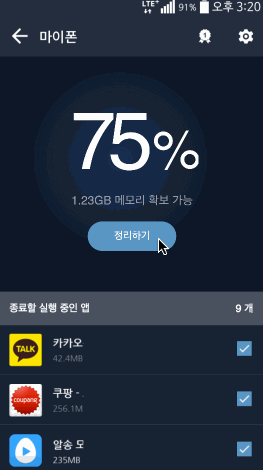 LTE+ 91% 오후 3:20
마이폰
1
75%
1.23GB 메모리 확보 가능
정리하기
종료할 실행 중인 앱 9 개
TALK
카카오
42.4MB
coupang
쿠팡 -
256.1M
알송 모
235MB